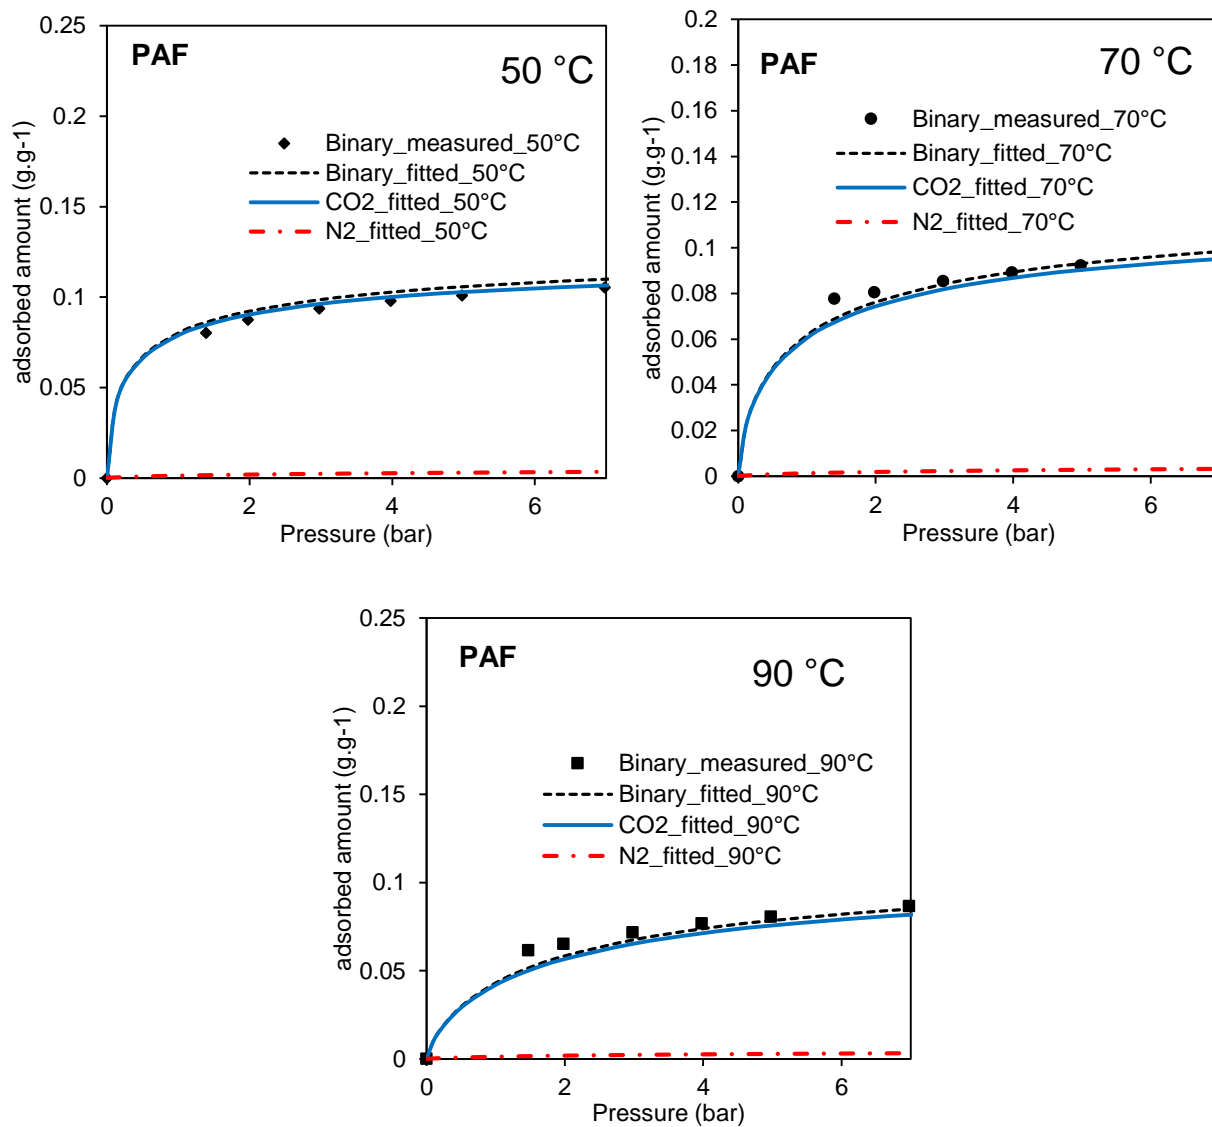 PAF
50 °C
adsorbed amount (g.g-1)
0.25
0.2
0.15
0.1
0.05
0
Binary_measured_50°C
Binary_fitted_50°C
CO2_fitted_50°C
N2_fitted_50°C
0 2 4 6
Pressure (bar)
PAF
70 °C
adsorbed amount (g.g-1)
0.2
0.18
0.16
0.14
0.12
0.1
0.08
0.06
0.04
0.02
0
Binary_measured_70°C
Binary_fitted_70°C
CO2_fitted_70°C
N2_fitted_70°C
0 2 4 6
Pressure (bar)
PAF
90 °C
adsorbed amount (g.g-1)
0.25
0.2
0.15
0.1
0.05
0
Binary_measured_90°C
Binary_fitted_90°C
CO2_fitted_90°C
N2_fitted_90°C
0 2 4 6
Pressure (bar)